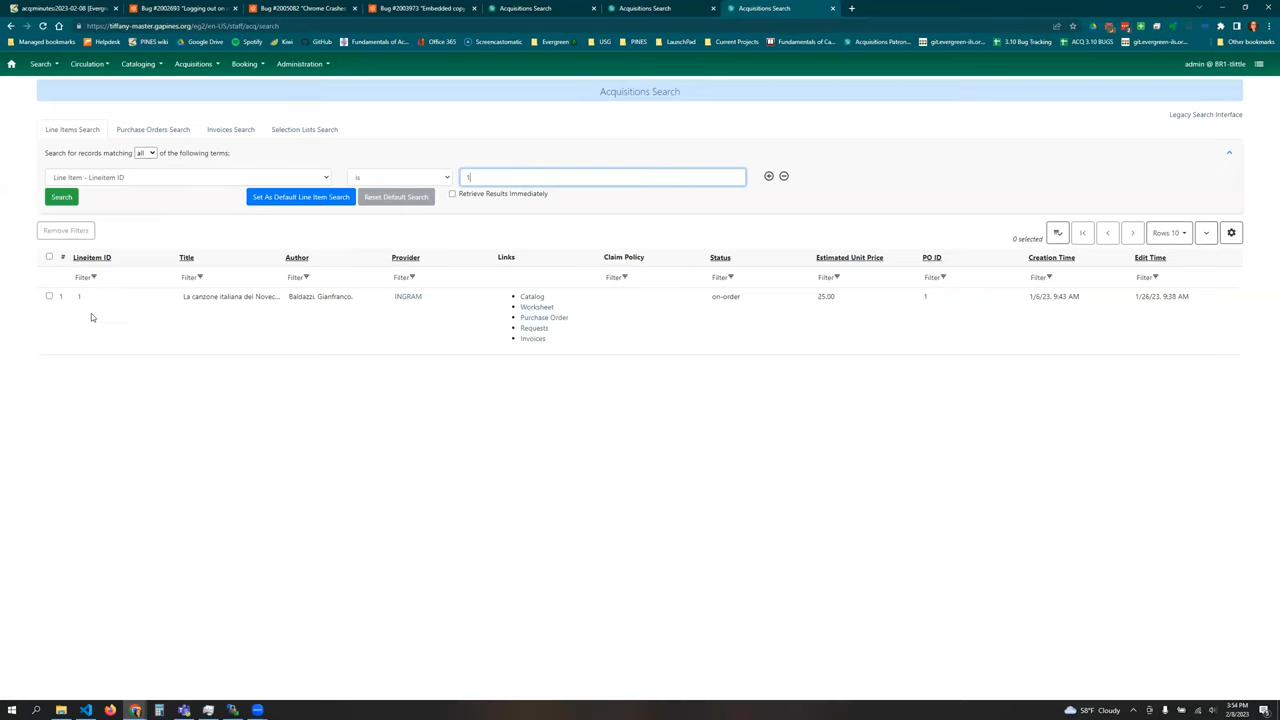 acqminutes2023-02-08 [Evergre
Bug #2002693 "Logging out on
Bug #2005082 "Chrome Crashes
Bug #2003973 "Embedded copy
Acquisitions Search
Acquisitions Search
Acquisitions Search
https://tiffany-master.gapines.org/eg2/en-US/staff/acq/search
Managed bookmarks
Helpdesk
PINES wiki
Google Drive
Spotify
Kiwi
GitHub
Fundamentals of Ac...
Office 365
Screencastomatic
Evergreen
USG
PINES
LaunchPad
Current Projects
Fundamentals of Ca...
Acquisitions Patron...
git.evergreen-ils.or...
3.10 Bug Tracking
ACQ 3.10 BUGS
git.evergreen-ils.or...
Other bookmarks
Search
Circulation
Cataloging
Acquisitions
Booking
Administration
admin @ BR1-tlittle
Acquisitions Search
Legacy Search Interface
Line Items Search
Purchase Orders Search
Invoices Search
Selection Lists Search
Search for records matching all of the following terms:
Line Item - Lineitem ID
is
1
Search
Set As Default Line Item Search
Reset Default Search
Retrieve Results Immediately
Remove Filters
0 selected
Rows 10
# Lineitem ID Title Author Provider Links Claim Policy Status Estimated Unit Price PO ID Creation Time Edit Time
Filter Filter Filter Filter Filter Filter Filter Filter Filter Filter
1 1 La canzone italiana del Novec... Baldazzi, Gianfranco. INGRAM Catalog on-order 25.00 1 1/6/23, 9:43 AM 1/26/23, 9:38 AM
Worksheet
Purchase Order
Requests
Invoices
58°F Cloudy
3:54 PM
2/8/2023